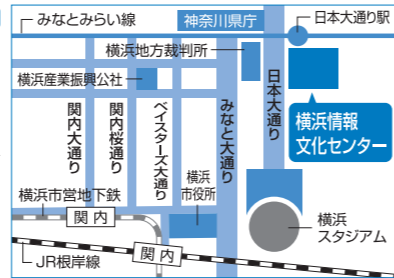 みなとみらい線
神奈川県庁
日本大通り駅
横浜地方裁判所
横浜産業振興公社
関内大通り
関内桜通り
ベイスターズ大通り
みなと大通り
日本大通り
横浜情報
文化センター
横浜
市役所
横浜市営地下鉄
関内
横浜
スタジアム
関内
JR根岸線